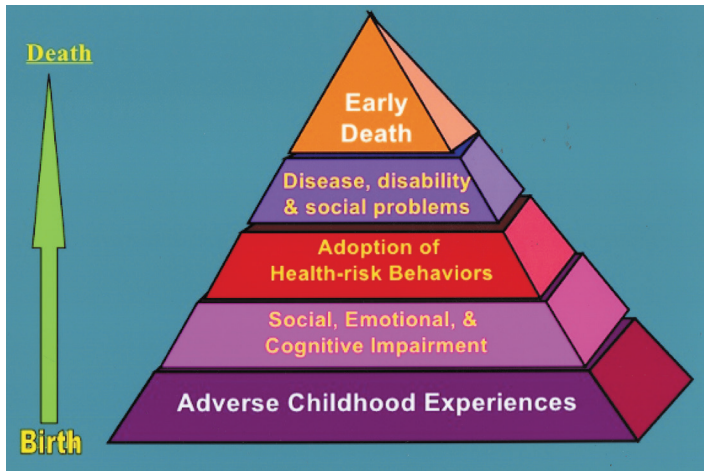 Death
Early
Death
Disease, disability
& social problems
Adoption of
Health-risk Behaviors
Social, Emotional, &
Cognitive Impairment
Adverse Childhood Experiences
Birth